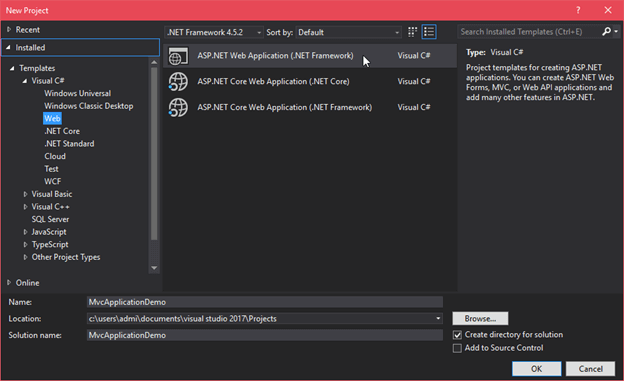 New Project
? ×
Recent
Installed
Templates
Visual C#
Windows Universal
Windows Classic Desktop
Web
.NET Core
.NET Standard
Cloud
Test
WCF
Visual Basic
Visual C++
SQL Server
JavaScript
TypeScript
Other Project Types
Online
.NET Framework 4.5.2 Sort by: Default
ASP.NET Web Application (.NET Framework) Visual C#
ASP.NET Core Web Application (.NET Core) Visual C#
ASP.NET Core Web Application (.NET Framework) Visual C#
Search Installed Templates (Ctrl+E)
Type: Visual C#
Project templates for creating ASP.NET
applications. You can create ASP.NET Web
Forms, MVC, or Web API applications and
add many other features in ASP.NET.
Name: MvcApplicationDemo
Location: c:\users\admi\documents\visual studio 2017\Projects Browse...
Solution name: MvcApplicationDemo
Create directory for solution
Add to Source Control
OK Cancel